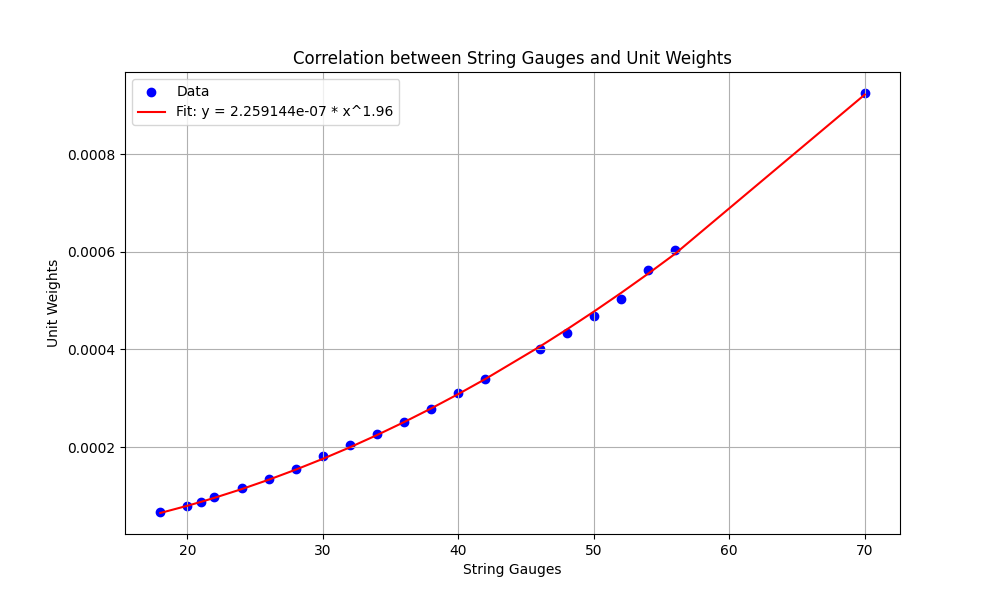 Correlation between String Gauges and Unit Weights
Data
Fit: y = 2.259144e-07 * x^1.96
0.0008
0.0006
0.0004
0.0002
Unit Weights
20 30 40 50 60 70
String Gauges